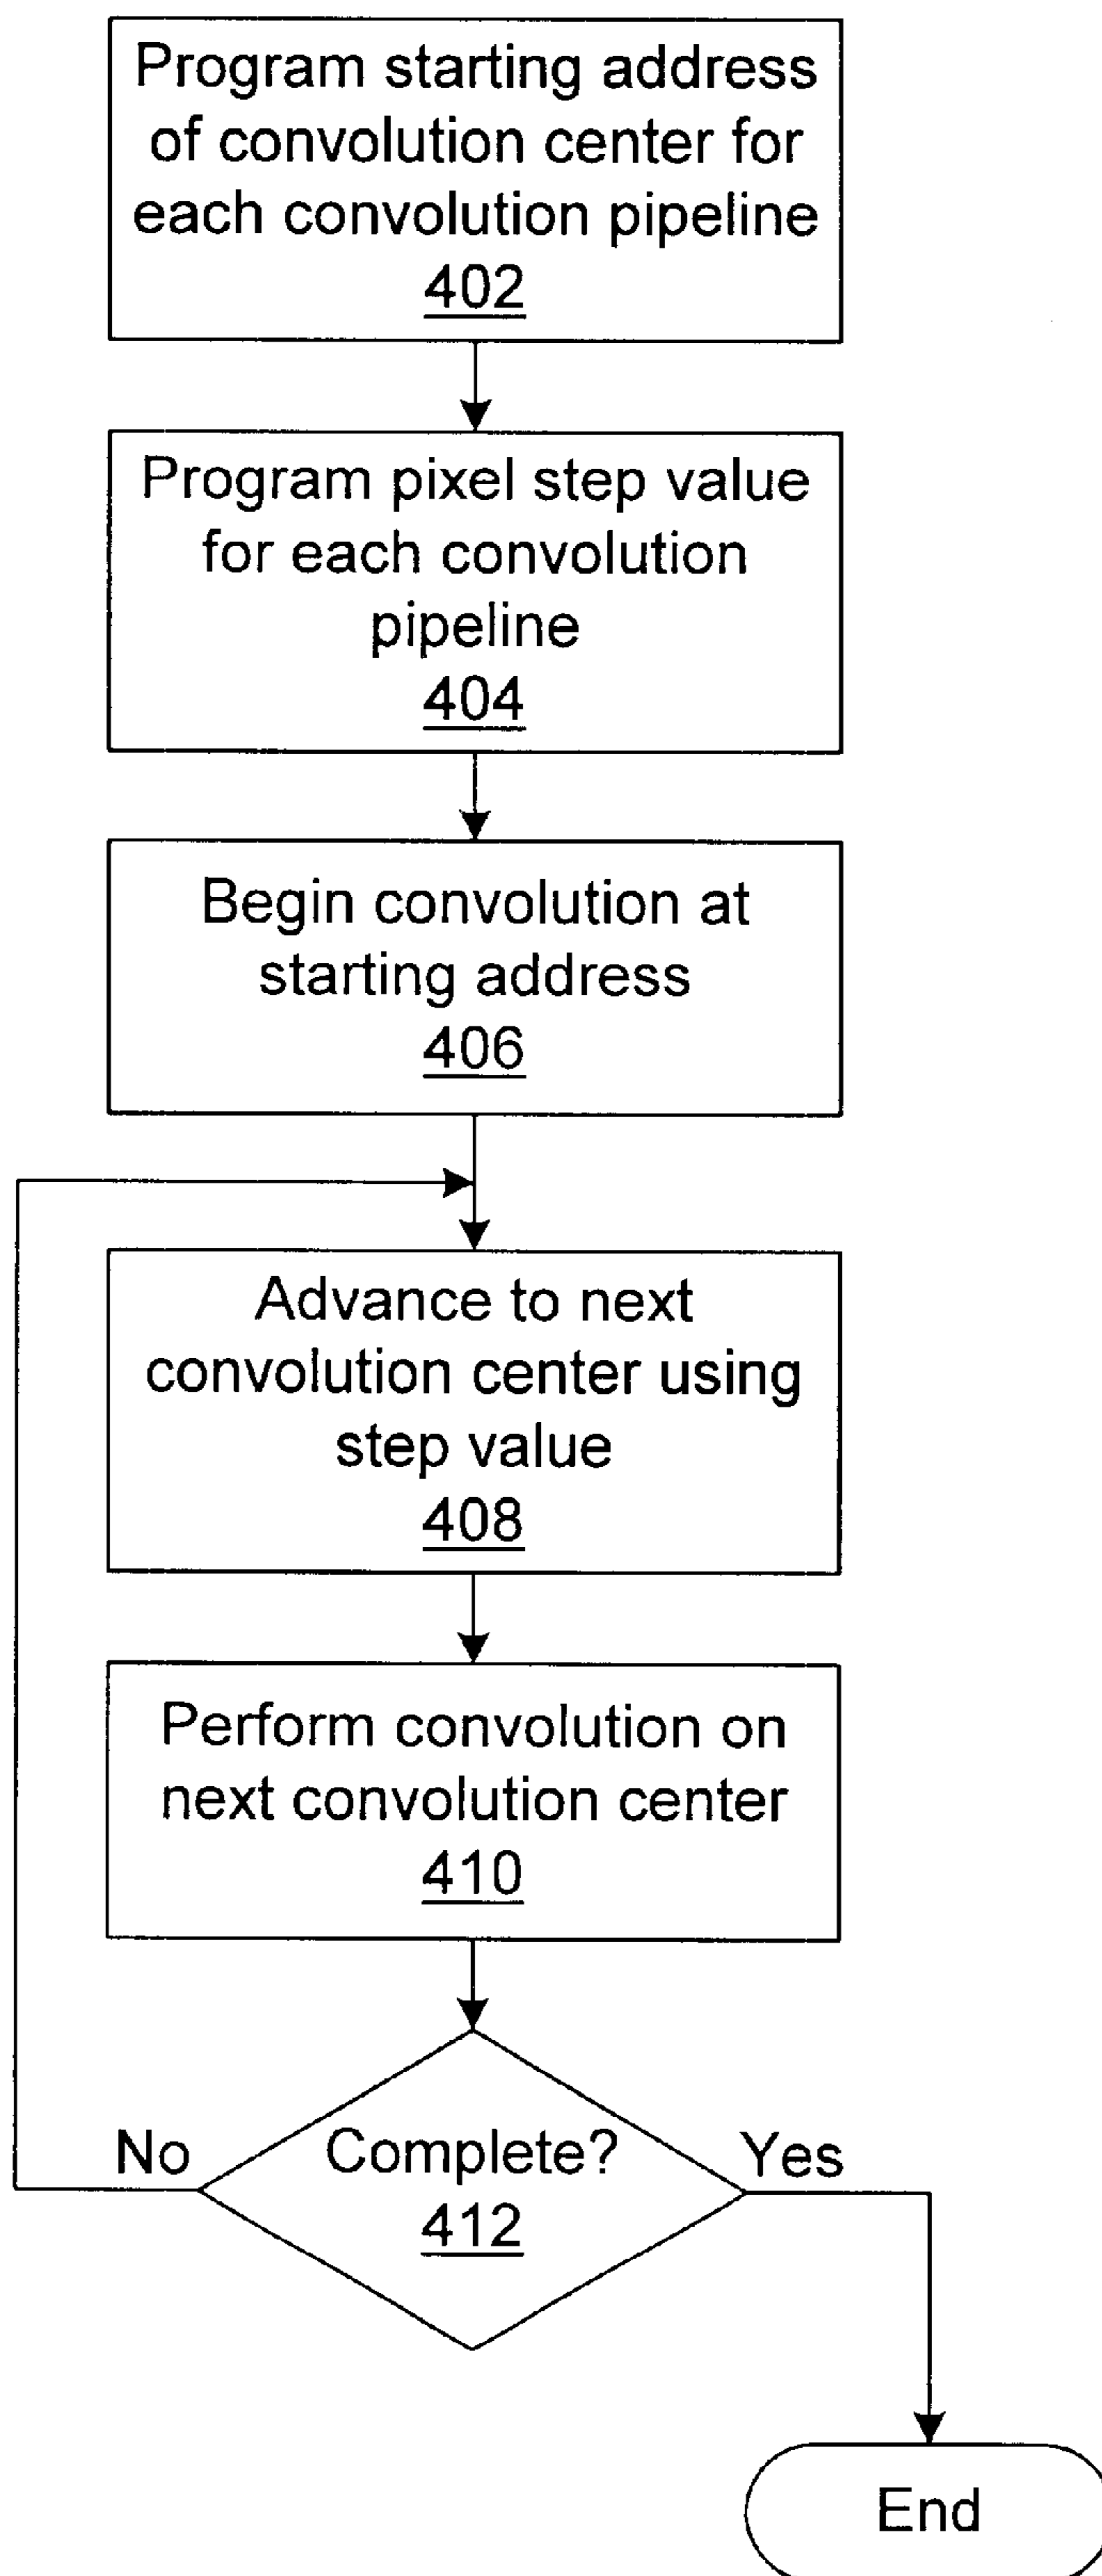 Program starting address
of convolution center for
each convolution pipeline
402
Program pixel step value
for each convolution
pipeline
404
Begin convolution at
starting address
406
Advance to next
convolution center using
step value
408
Perform convolution on
next convolution center
410
Complete?
412
No
Yes
End